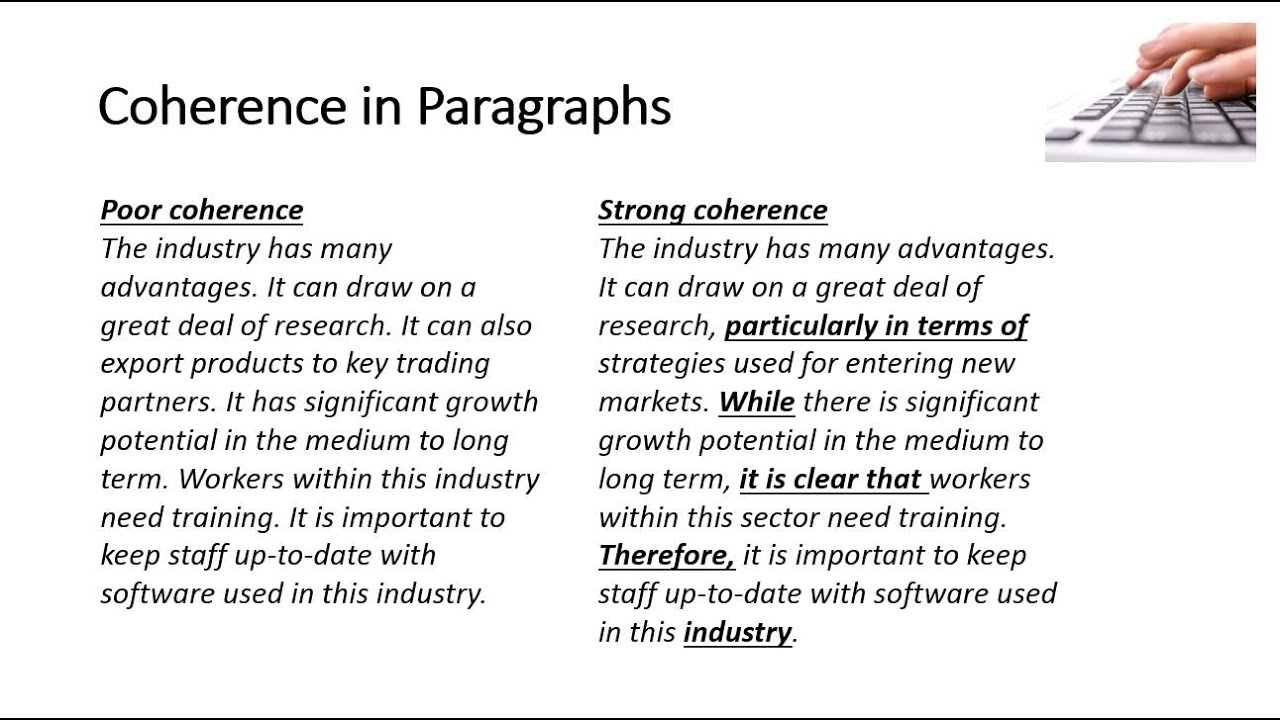 Coherence in Paragraphs
Poor coherence
The industry has many
advantages. It can draw on a
great deal of research. It can also
export products to key trading
partners. It has significant growth
potential in the medium to long
term. Workers within this industry
need training. It is important to
keep staff up-to-date with
software used in this industry.
Strong coherence
The industry has many advantages.
It can draw on a great deal of
research, particularly in terms of
strategies used for entering new
markets. While there is significant
growth potential in the medium to
long term, it is clear that workers
within this sector need training.
Therefore, it is important to keep
staff up-to-date with software used
in this industry.